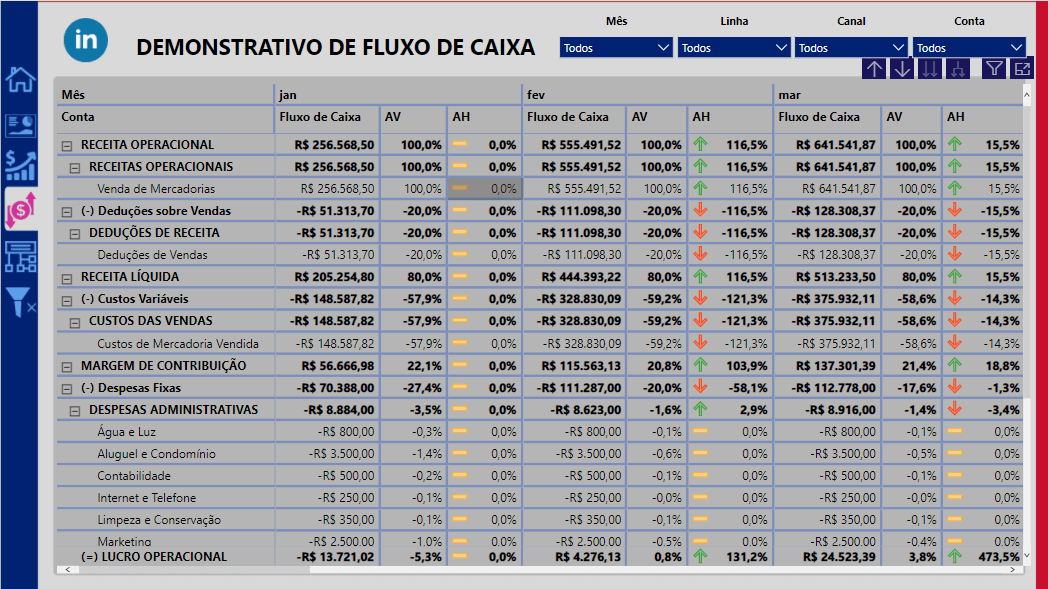 in
DEMONSTRATIVO DE FLUXO DE CAIXA
Mês Linha Canal Conta
Todos Todos Todos Todos
Mês jan fev mar
Conta Fluxo de Caixa AV AH Fluxo de Caixa AV AH Fluxo de Caixa AV AH
RECEITA OPERACIONAL R$ 256.568,50 100,0% 0,0% R$ 555.491,52 100,0% 116,5% R$ 641.541,87 100,0% 15,5%
RECEITAS OPERACIONAIS R$ 256.568,50 100,0% 0,0% R$ 555.491,52 100,0% 116,5% R$ 641.541,87 100,0% 15,5%
Venda de Mercadorias R$ 256.568,50 100,0% 0,0% R$ 555.491,52 100,0% 116,5% R$ 641.541,87 100,0% 15,5%
(-) Deduções sobre Vendas -R$ 51.313,70 -20,0% 0,0% -R$ 111.098,30 -20,0% -116,5% -R$ 128.308,37 -20,0% -15,5%
DEDUÇÕES DE RECEITA -R$ 51.313,70 -20,0% 0,0% -R$ 111.098,30 -20,0% -116,5% -R$ 128.308,37 -20,0% -15,5%
Deduções de Vendas -R$ 51.313,70 -20,0% 0,0% -R$ 111.098,30 -20,0% -116,5% -R$ 128.308,37 -20,0% -15,5%
RECEITA LÍQUIDA R$ 205.254,80 80,0% 0,0% R$ 444.393,22 80,0% 116,5% R$ 513.233,50 80,0% 15,5%
(-) Custos Variáveis -R$ 148.587,82 -57,9% 0,0% -R$ 328.830,09 -59,2% -121,3% -R$ 375.932,11 -58,6% -14,3%
CUSTOS DAS VENDAS -R$ 148.587,82 -57,9% 0,0% -R$ 328.830,09 -59,2% -121,3% -R$ 375.932,11 -58,6% -14,3%
Custos de Mercadoria Vendida -R$ 148.587,82 -57,9% 0,0% -R$ 328.830,09 -59,2% -121,3% -R$ 375.932,11 -58,6% -14,3%
MARGEM DE CONTRIBUIÇÃO R$ 56.666,98 22,1% 0,0% R$ 115.563,13 20,8% 103,9% R$ 137.301,39 21,4% 18,8%
(-) Despesas Fixas -R$ 70.388,00 -27,4% 0,0% -R$ 111.287,00 -20,0% -58,1% -R$ 112.778,00 -17,6% -1,3%
DESPESAS ADMINISTRATIVAS -R$ 8.884,00 -3,5% 0,0% -R$ 8.623,00 -1,6% 2,9% -R$ 8.916,00 -1,4% -3,4%
Água e Luz -R$ 800,00 -0,3% 0,0% -R$ 800,00 -0,1% 0,0% -R$ 800,00 -0,1% 0,0%
Aluguel e Condomínio -R$ 3.500,00 -1,4% 0,0% -R$ 3.500,00 -0,6% 0,0% -R$ 3.500,00 -0,5% 0,0%
Contabilidade -R$ 500,00 -0,2% 0,0% -R$ 500,00 -0,1% 0,0% -R$ 500,00 -0,1% 0,0%
Internet e Telefone -R$ 250,00 -0,1% 0,0% -R$ 250,00 -0,0% 0,0% -R$ 250,00 -0,0% 0,0%
Limpeza e Conservação -R$ 350,00 -0,1% 0,0% -R$ 350,00 -0,1% 0,0% -R$ 350,00 -0,1% 0,0%
Marketing -R$ 2.500,00 -1,0% 0,0% -R$ 2.500,00 -0,5% 0,0% -R$ 2.500,00 -0,4% 0,0%
(=) LUCRO OPERACIONAL -R$ 13.721,02 -5,3% 0,0% R$ 4.276,13 0,8% 131,2% R$ 24.523,39 3,8% 473,5%